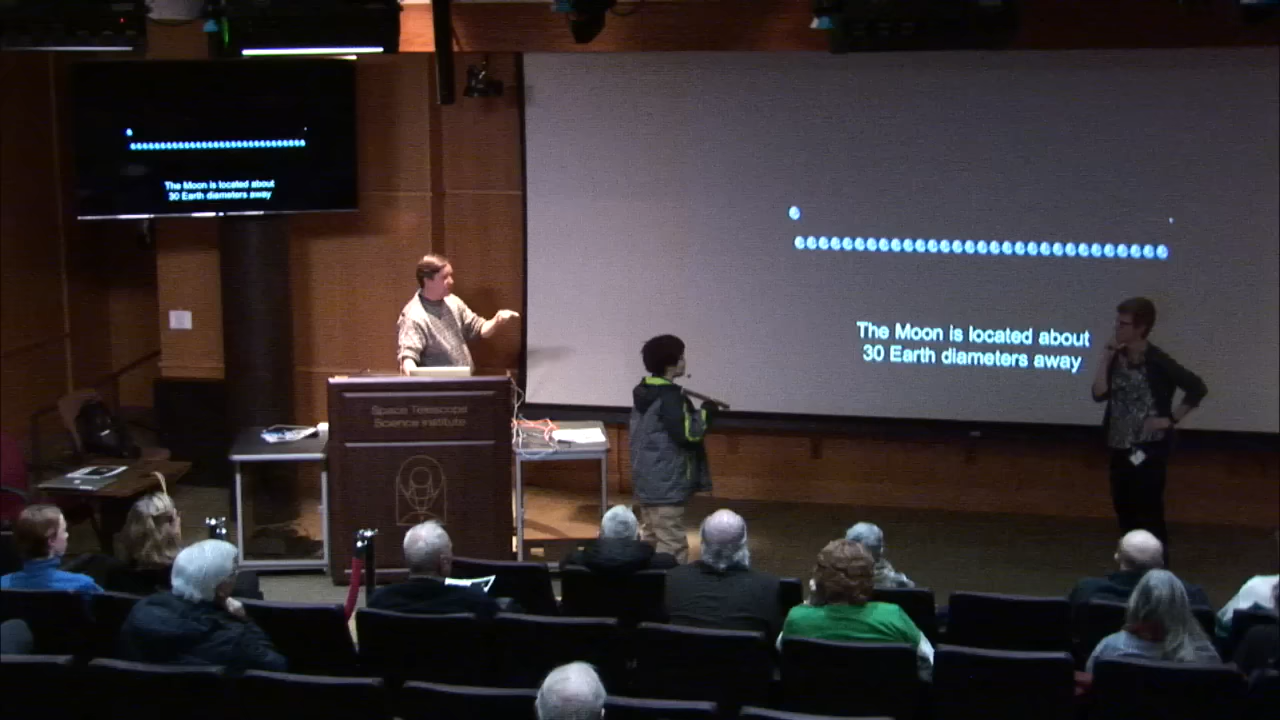 The Moon is located about
30 Earth diameters away
The Moon is located about
30 Earth diameters away
Space Telescope
Science Institute